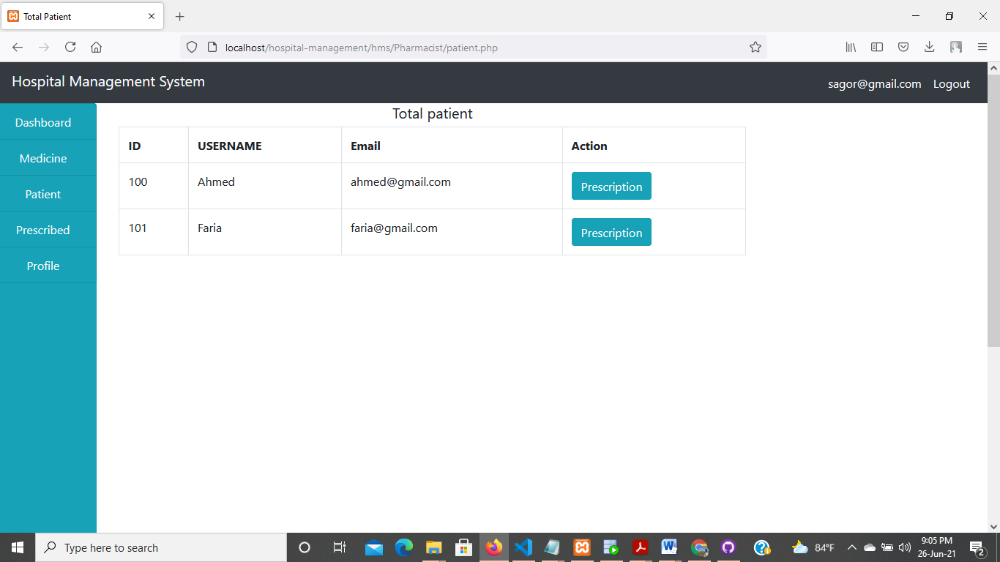 Total Patient
localhost/hospital-management/hms/Pharmacist/patient.php
Hospital Management System
sagor@gmail.com Logout
Dashboard
Medicine
Patient
Prescribed
Profile
Total patient
ID USERNAME Email Action
100 Ahmed ahmed@gmail.com Prescription
101 Faria faria@gmail.com Prescription
Type here to search
84°F
9:05 PM
26-Jun-21
2